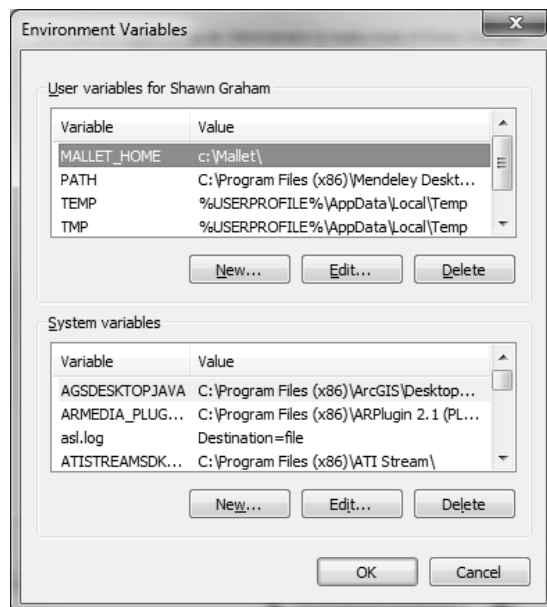 Environment Variables
User variables for Shawn Graham
Variable Value
MALLET_HOME c:\Mallet\
PATH C:\Program Files (x86)\Mendeley Deskt...
TEMP %USERPROFILE%\AppData\Local\Temp
TMP %USERPROFILE%\AppData\Local\Temp
New... Edit... Delete
System variables
Variable Value
AGSDESKTOPJAVA C:\Program Files (x86)\ArcGIS\Desktop...
ARMEDIA_PLUG... C:\Program Files (x86)\ARPlugin 2.1 (PL...
asl.log Destination=file
ATISTREAMSDK... C:\Program Files (x86)\ATI Stream\
New... Edit... Delete
OK Cancel